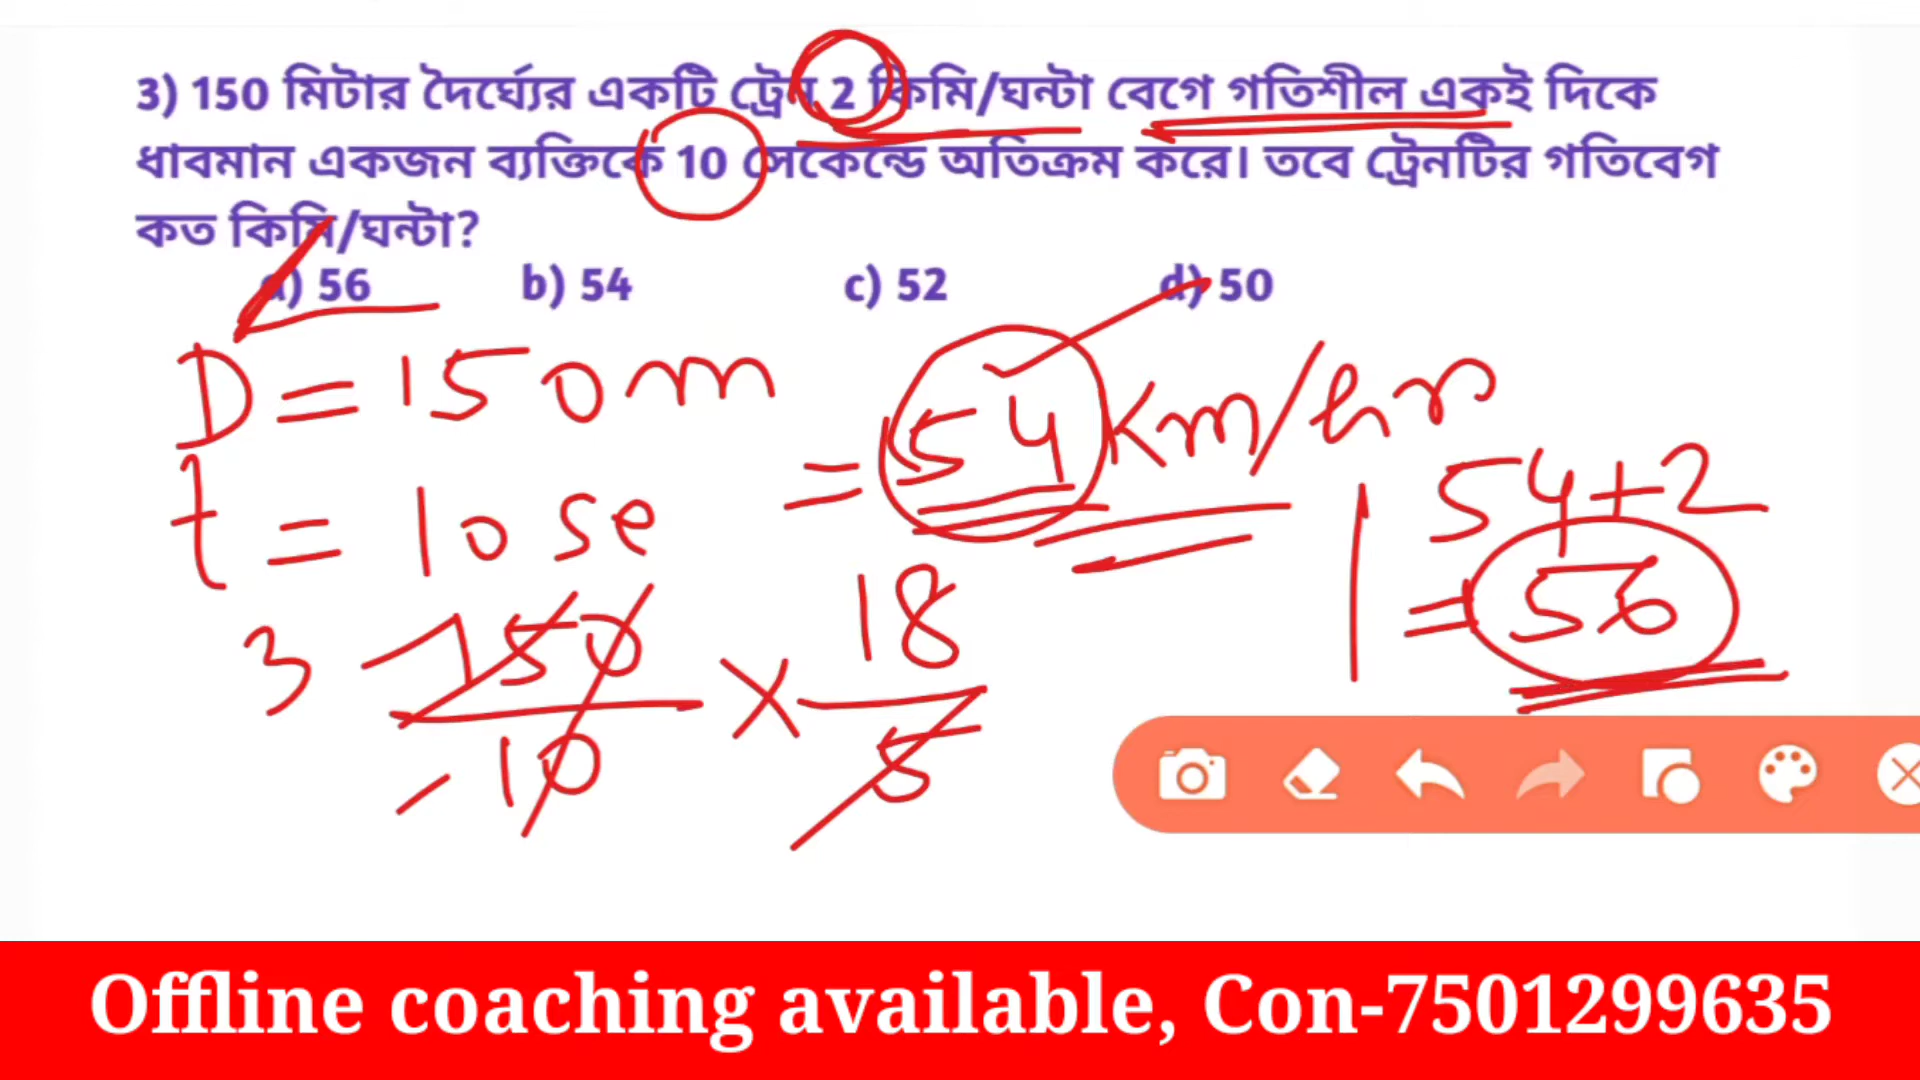 3) 150 মিটার দৈর্ঘ্যের একটি ট্রেন 2 কিমি/ঘন্টা বেগে গতিশীল একই দিকে
ধাবমান একজন ব্যক্তিকে 10 সেকেন্ডে অতিক্রম করে। তবে ট্রেনটির গতিবেগ
কত কিমি/ঘন্টা?
a) 56 b) 54 c) 52 d) 50
D = 150 m
= 54 Km/hr
54+2
t = 10 se
= 56
3 150 × 18
10 5
Offline coaching available, Con-7501299635